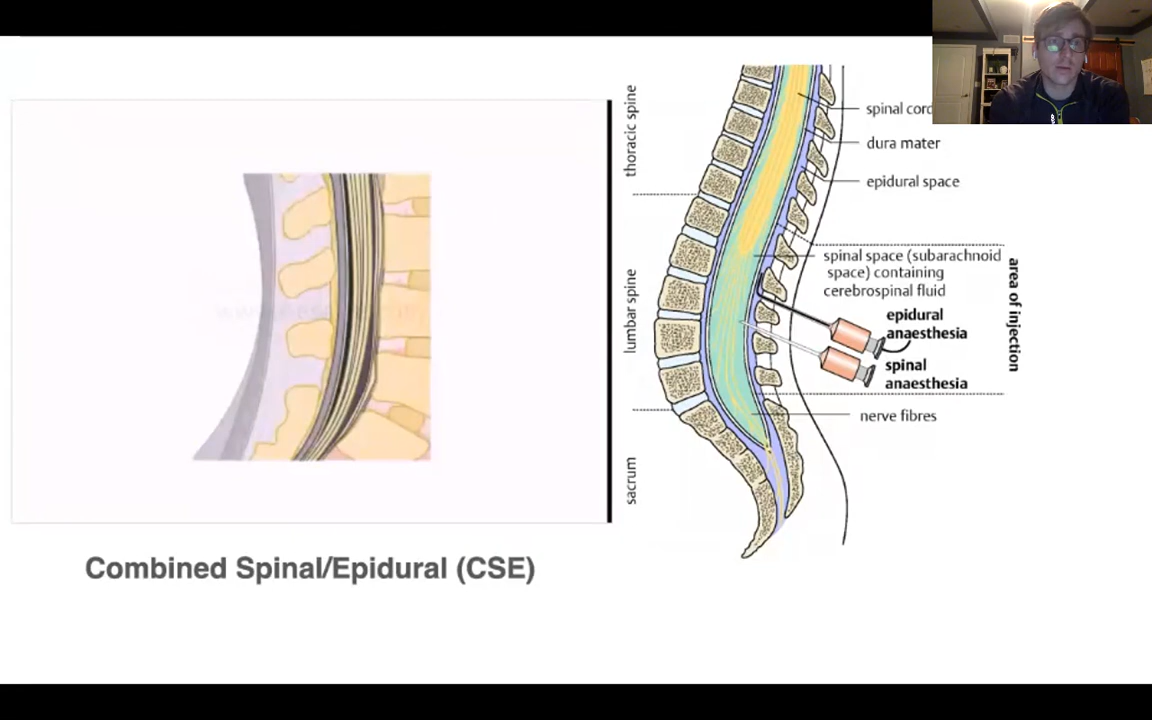 thoracic spine
lumbar spine
sacrum
spinal cord
dura mater
epidural space
spinal space (subarachnoid
space) containing
cerebrospinal fluid
epidural
anaesthesia
spinal
anaesthesia
area of injection
nerve fibres
Combined Spinal/Epidural (CSE)